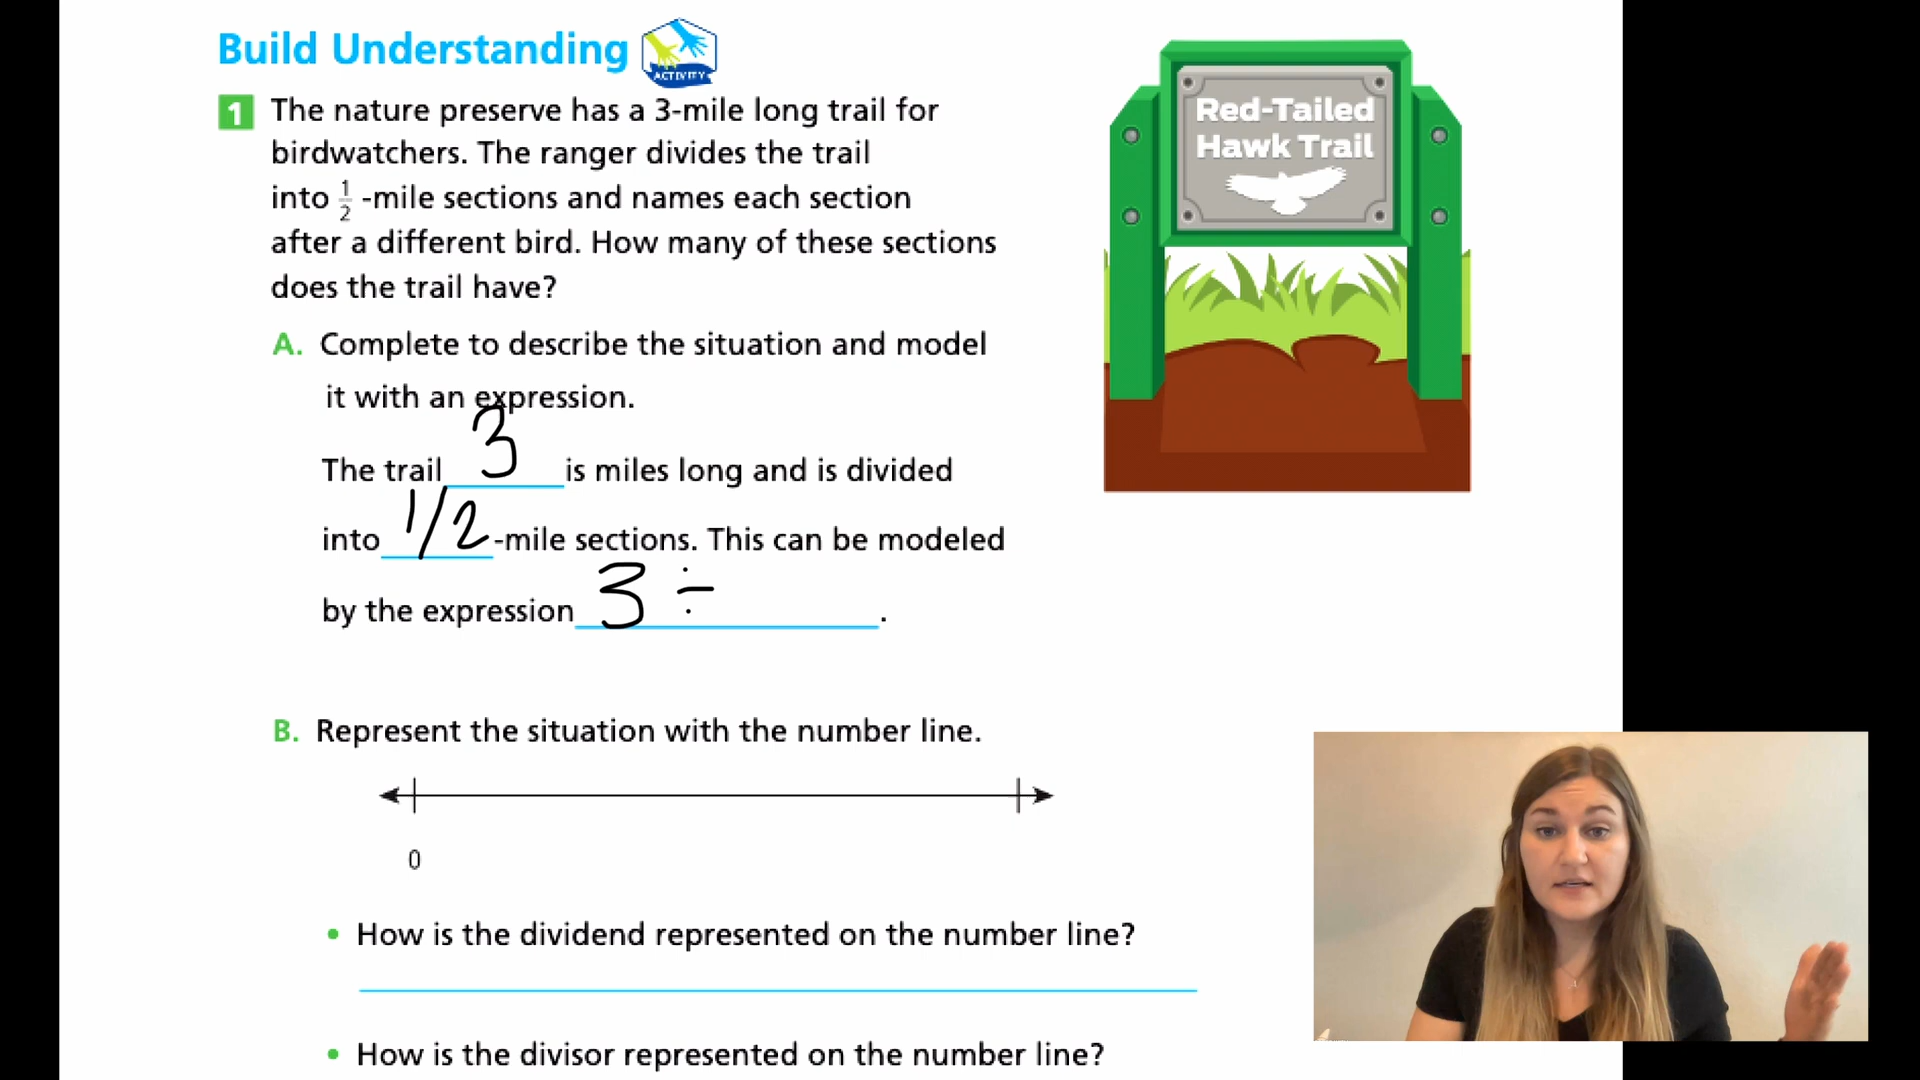 Build Understanding
ACTIVITY
1 The nature preserve has a 3-mile long trail for
birdwatchers. The ranger divides the trail
into 1/2 -mile sections and names each section
after a different bird. How many of these sections
does the trail have?
Red-Tailed
Hawk Trail
A. Complete to describe the situation and model
it with an expression.
The trail 3 is miles long and is divided
into 1/2 -mile sections. This can be modeled
by the expression 3 ÷ .
B. Represent the situation with the number line.
0
• How is the dividend represented on the number line?
• How is the divisor represented on the number line?